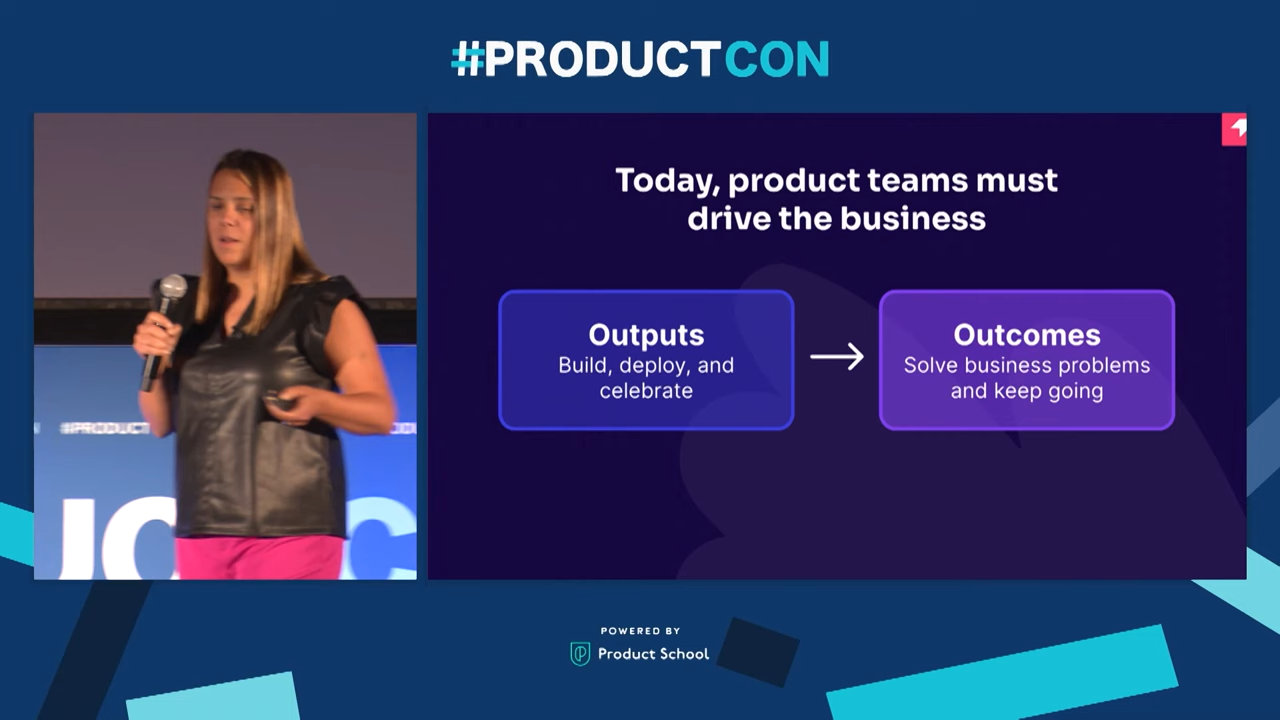 #PRODUCTCON
Today, product teams must
drive the business
Outputs
Build, deploy, and
celebrate
Outcomes
Solve business problems
and keep going
#PRODUCT
POWERED BY
Product School